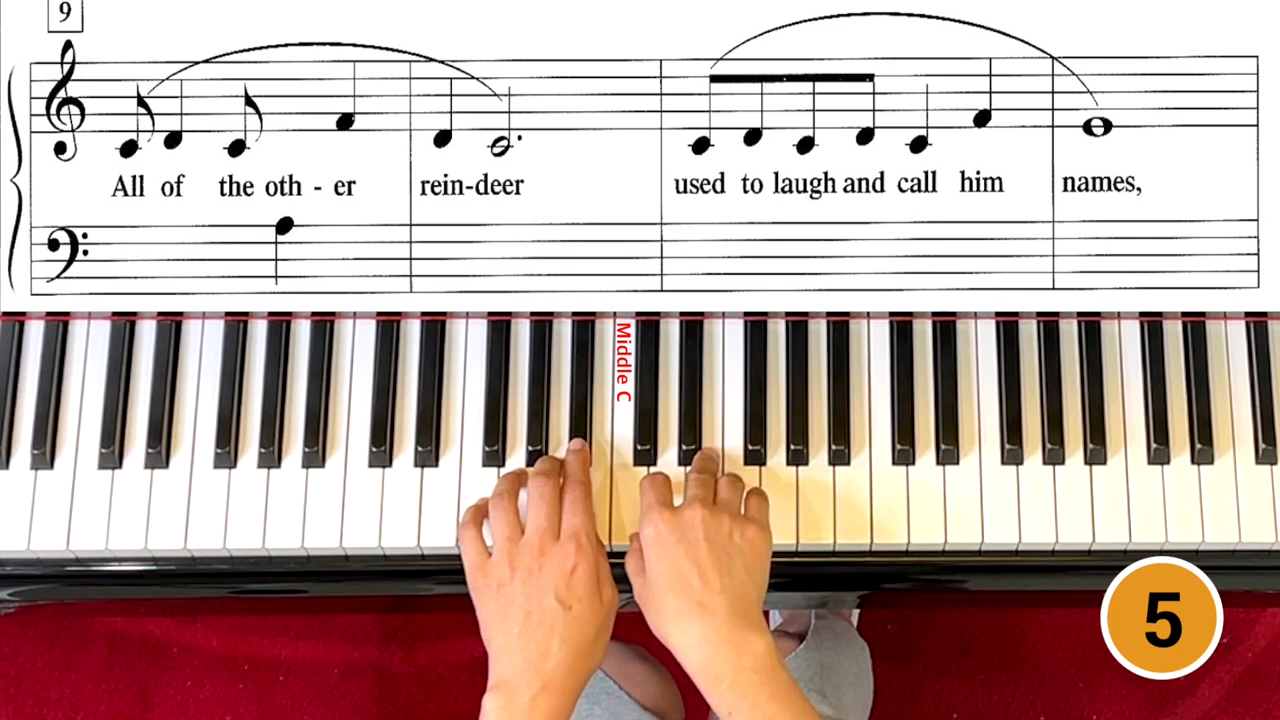 9
All of the oth - er rein-deer used to laugh and call him names,
Middle C
5